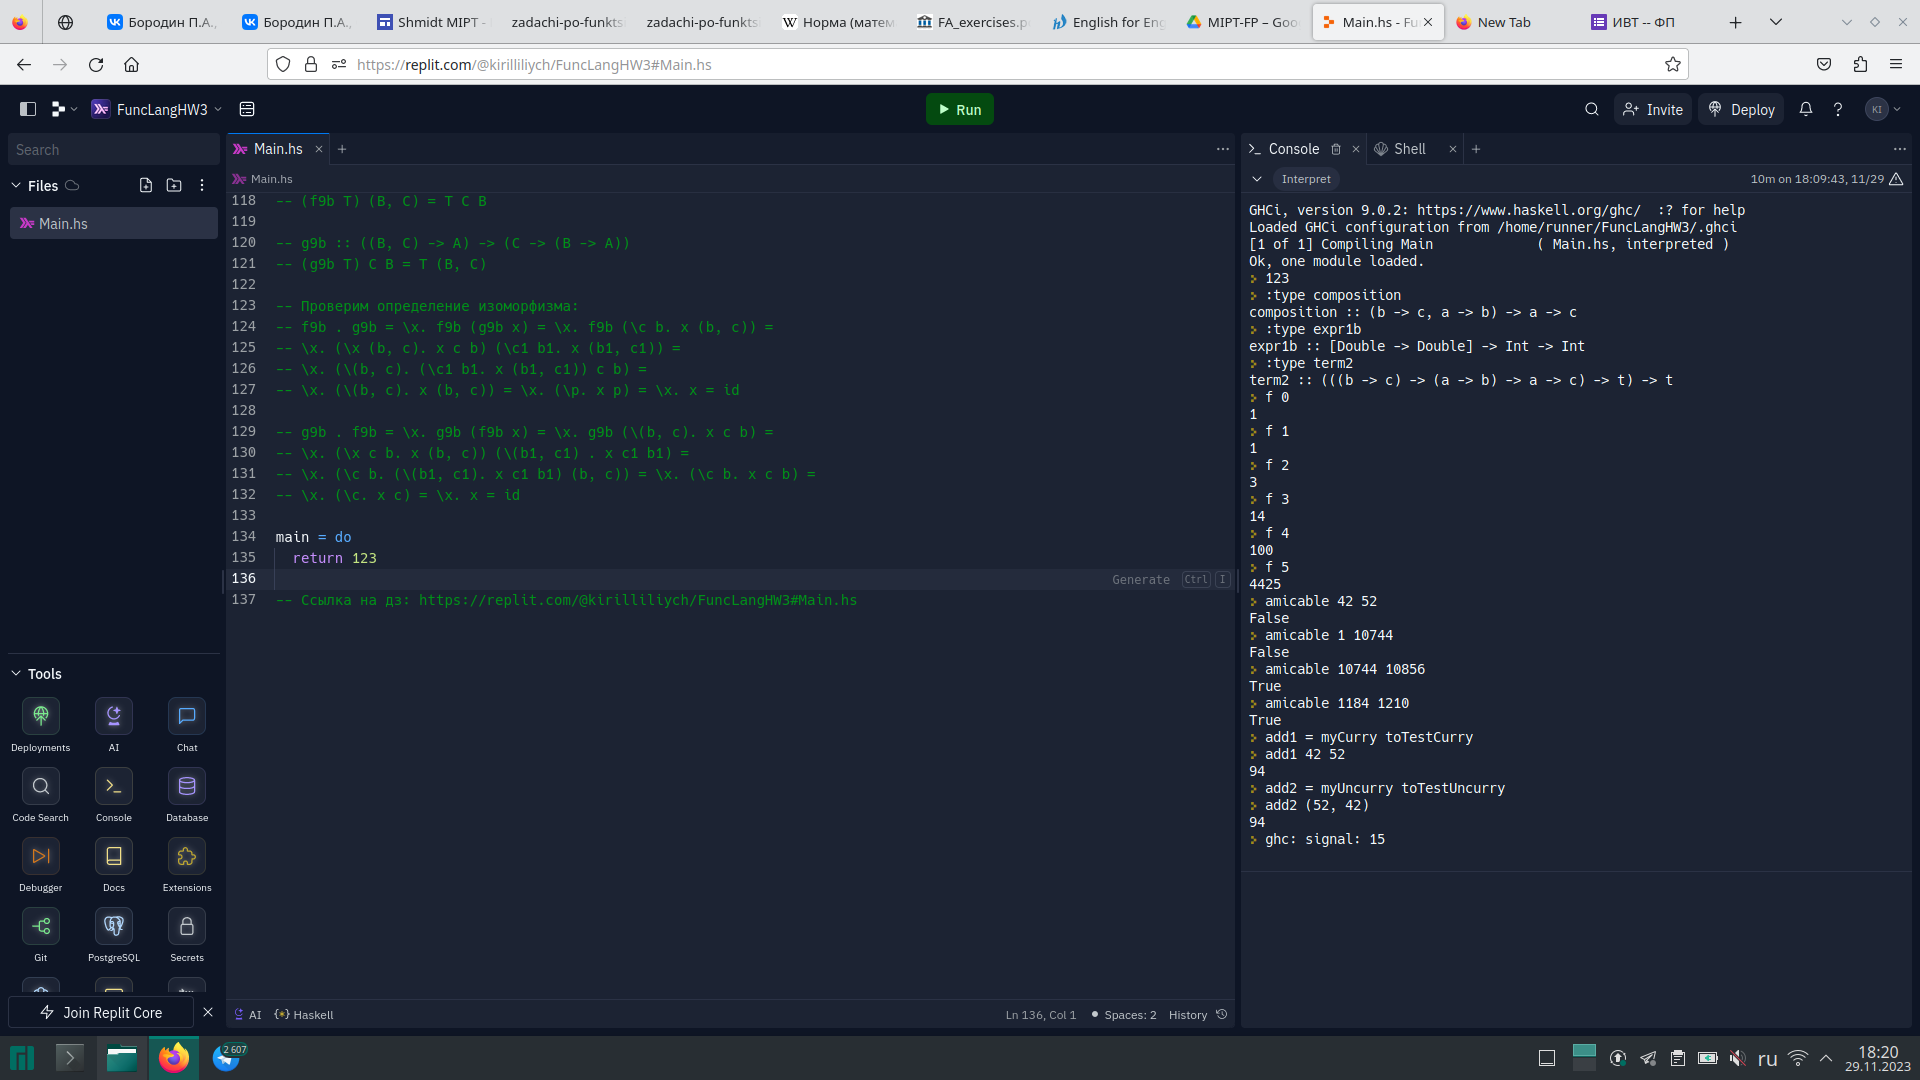 Бородин П.А.,
Бородин П.А.,
Shmidt MIPT -
zadachi-po-funkts
zadachi-po-funkts
Норма (матем
FA_exercises.p
English for Eng
MIPT-FP – Goo
Main.hs - Fu
New Tab
ИВТ -- ФП
https://replit.com/@kirilliliych/FuncLangHW3#Main.hs
FuncLangHW3
Run
Invite
Deploy
KI
Search
Files
Main.hs
Main.hs
Main.hs
118 -- (f9b T) (B, C) = T C B
119
120 -- g9b :: ((B, C) -> A) -> (C -> (B -> A))
121 -- (g9b T) C B = T (B, C)
122
123 -- Проверим определение изоморфизма:
124 -- f9b . g9b = \x. f9b (g9b x) = \x. f9b (\c b. x (b, c)) =
125 -- \x. (\x (b, c). x c b) (\c1 b1. x (b1, c1)) =
126 -- \x. (\(b, c). (\c1 b1. x (b1, c1)) c b) =
127 -- \x. (\(b, c). x (b, c)) = \x. (\p. x p) = \x. x = id
128
129 -- g9b . f9b = \x. g9b (f9b x) = \x. g9b (\(b, c). x c b) =
130 -- \x. (\x c b. x (b, c)) (\(b1, c1) . x c1 b1) =
131 -- \x. (\c b. (\(b1, c1). x c1 b1) (b, c)) = \x. (\c b. x c b) =
132 -- \x. (\c. x c) = \x. x = id
133
134 main = do
135 return 123
136 Generate Ctrl I
137 -- Ссылка на дз: https://replit.com/@kirilliliych/FuncLangHW3#Main.hs
Console
Shell
Interpret
10m on 18:09:43, 11/29
GHCi, version 9.0.2: https://www.haskell.org/ghc/  :? for help
Loaded GHCi configuration from /home/runner/FuncLangHW3/.ghci
[1 of 1] Compiling Main             ( Main.hs, interpreted )
Ok, one module loaded.
123
:type composition
composition :: (b -> c, a -> b) -> a -> c
:type expr1b
expr1b :: [Double -> Double] -> Int -> Int
:type term2
term2 :: (((b -> c) -> (a -> b) -> a -> c) -> t) -> t
f 0
1
f 1
1
f 2
3
f 3
14
f 4
100
f 5
4425
amicable 42 52
False
amicable 1 10744
False
amicable 10744 10856
True
amicable 1184 1210
True
add1 = myCurry toTestCurry
add1 42 52
94
add2 = myUncurry toTestUncurry
add2 (52, 42)
94
ghc: signal: 15
Tools
Deployments
AI
Chat
Code Search
Console
Database
Debugger
Docs
Extensions
Git
PostgreSQL
Secrets
Join Replit Core
AI
Haskell
Ln 136, Col 1
Spaces: 2
History
2 607
ru
18:20
29.11.2023